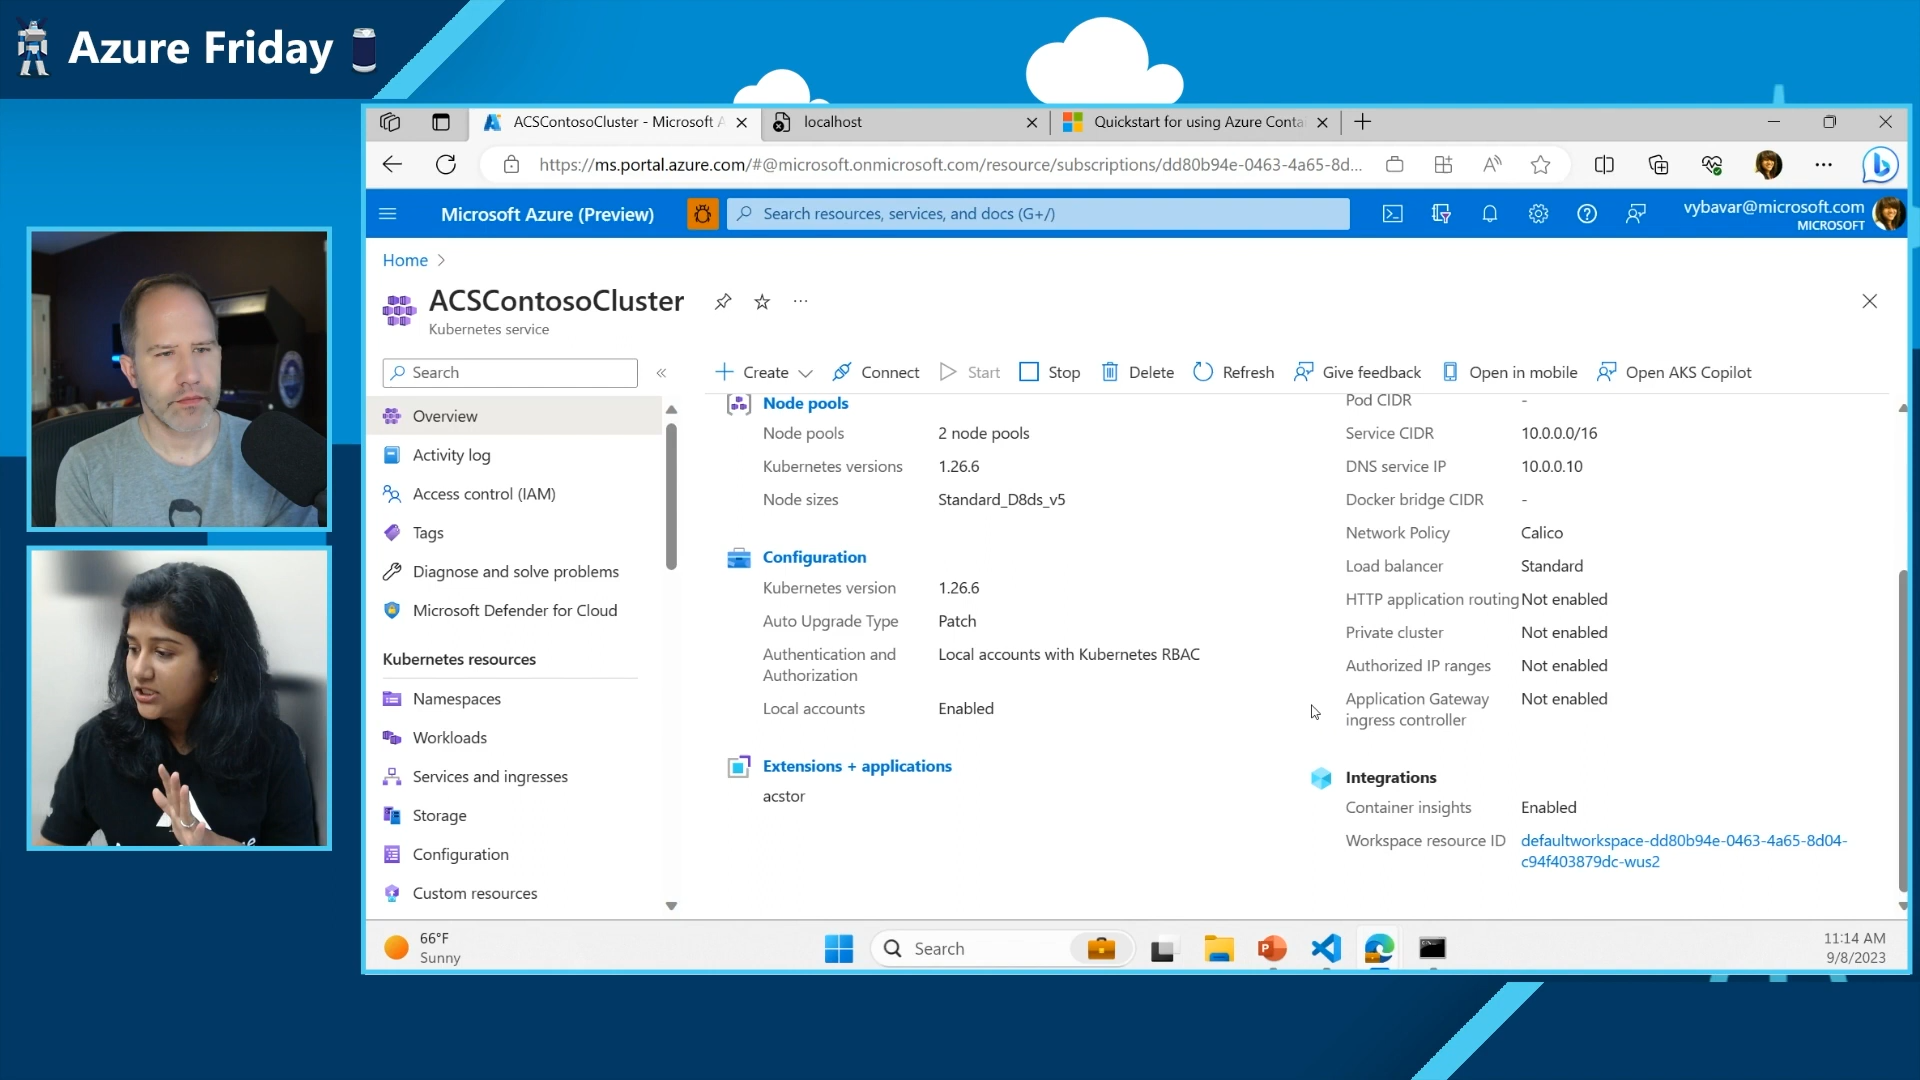 Azure Friday
ACSContosoCluster - Microsoft A
localhost
Quickstart for using Azure Conta
https://ms.portal.azure.com/#@microsoft.onmicrosoft.com/resource/subscriptions/dd80b94e-0463-4a65-8d...
Microsoft Azure (Preview)
Search resources, services, and docs (G+/)
vybavar@microsoft.com
MICROSOFT
Home >
ACSContosoCluster
Kubernetes service
Search
Create
Connect
Start
Stop
Delete
Refresh
Give feedback
Open in mobile
Open AKS Copilot
Overview
Activity log
Access control (IAM)
Tags
Diagnose and solve problems
Microsoft Defender for Cloud
Kubernetes resources
Namespaces
Workloads
Services and ingresses
Storage
Configuration
Custom resources
Node pools
Node pools 2 node pools
Kubernetes versions 1.26.6
Node sizes Standard_D8ds_v5
Configuration
Kubernetes version 1.26.6
Auto Upgrade Type Patch
Authentication and Local accounts with Kubernetes RBAC
Authorization
Local accounts Enabled
Extensions + applications
acstor
Pod CIDR -
Service CIDR 10.0.0.0/16
DNS service IP 10.0.0.10
Docker bridge CIDR -
Network Policy Calico
Load balancer Standard
HTTP application routing Not enabled
Private cluster Not enabled
Authorized IP ranges Not enabled
Application Gateway Not enabled
ingress controller
Integrations
Container insights Enabled
Workspace resource ID defaultworkspace-dd80b94e-0463-4a65-8d04-
c94f403879dc-wus2
66°F
Sunny
Search
11:14 AM
9/8/2023